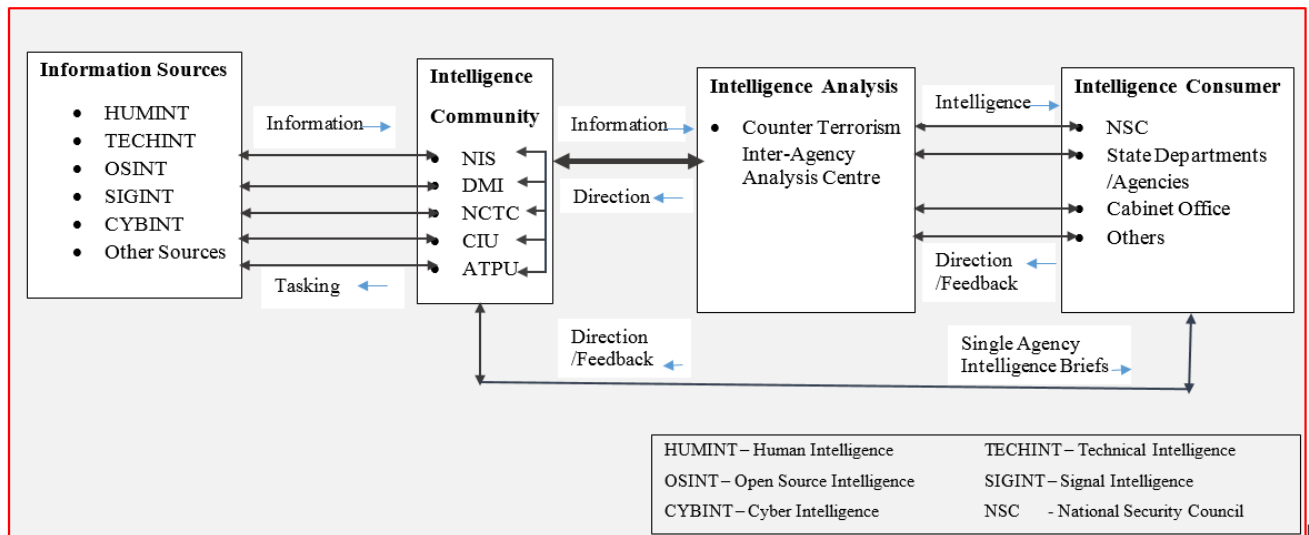 Information Sources
• HUMINT
• TECHINT
• OSINT
• SIGINT
• CYBINT
• Other Sources
Information
Tasking
Intelligence
Community
• NIS
• DMI
• NCTC
• CIU
• ATPU
Information
Direction
Intelligence Analysis
• Counter Terrorism
Inter-Agency
Analysis Centre
Intelligence
Direction
/Feedback
Intelligence Consumer
• NSC
• State Departments
/Agencies
• Cabinet Office
• Others
Direction
/Feedback
Single Agency
Intelligence Briefs
HUMINT – Human Intelligence TECHINT – Technical Intelligence
OSINT – Open Source Intelligence SIGINT – Signal Intelligence
CYBINT – Cyber Intelligence NSC - National Security Council